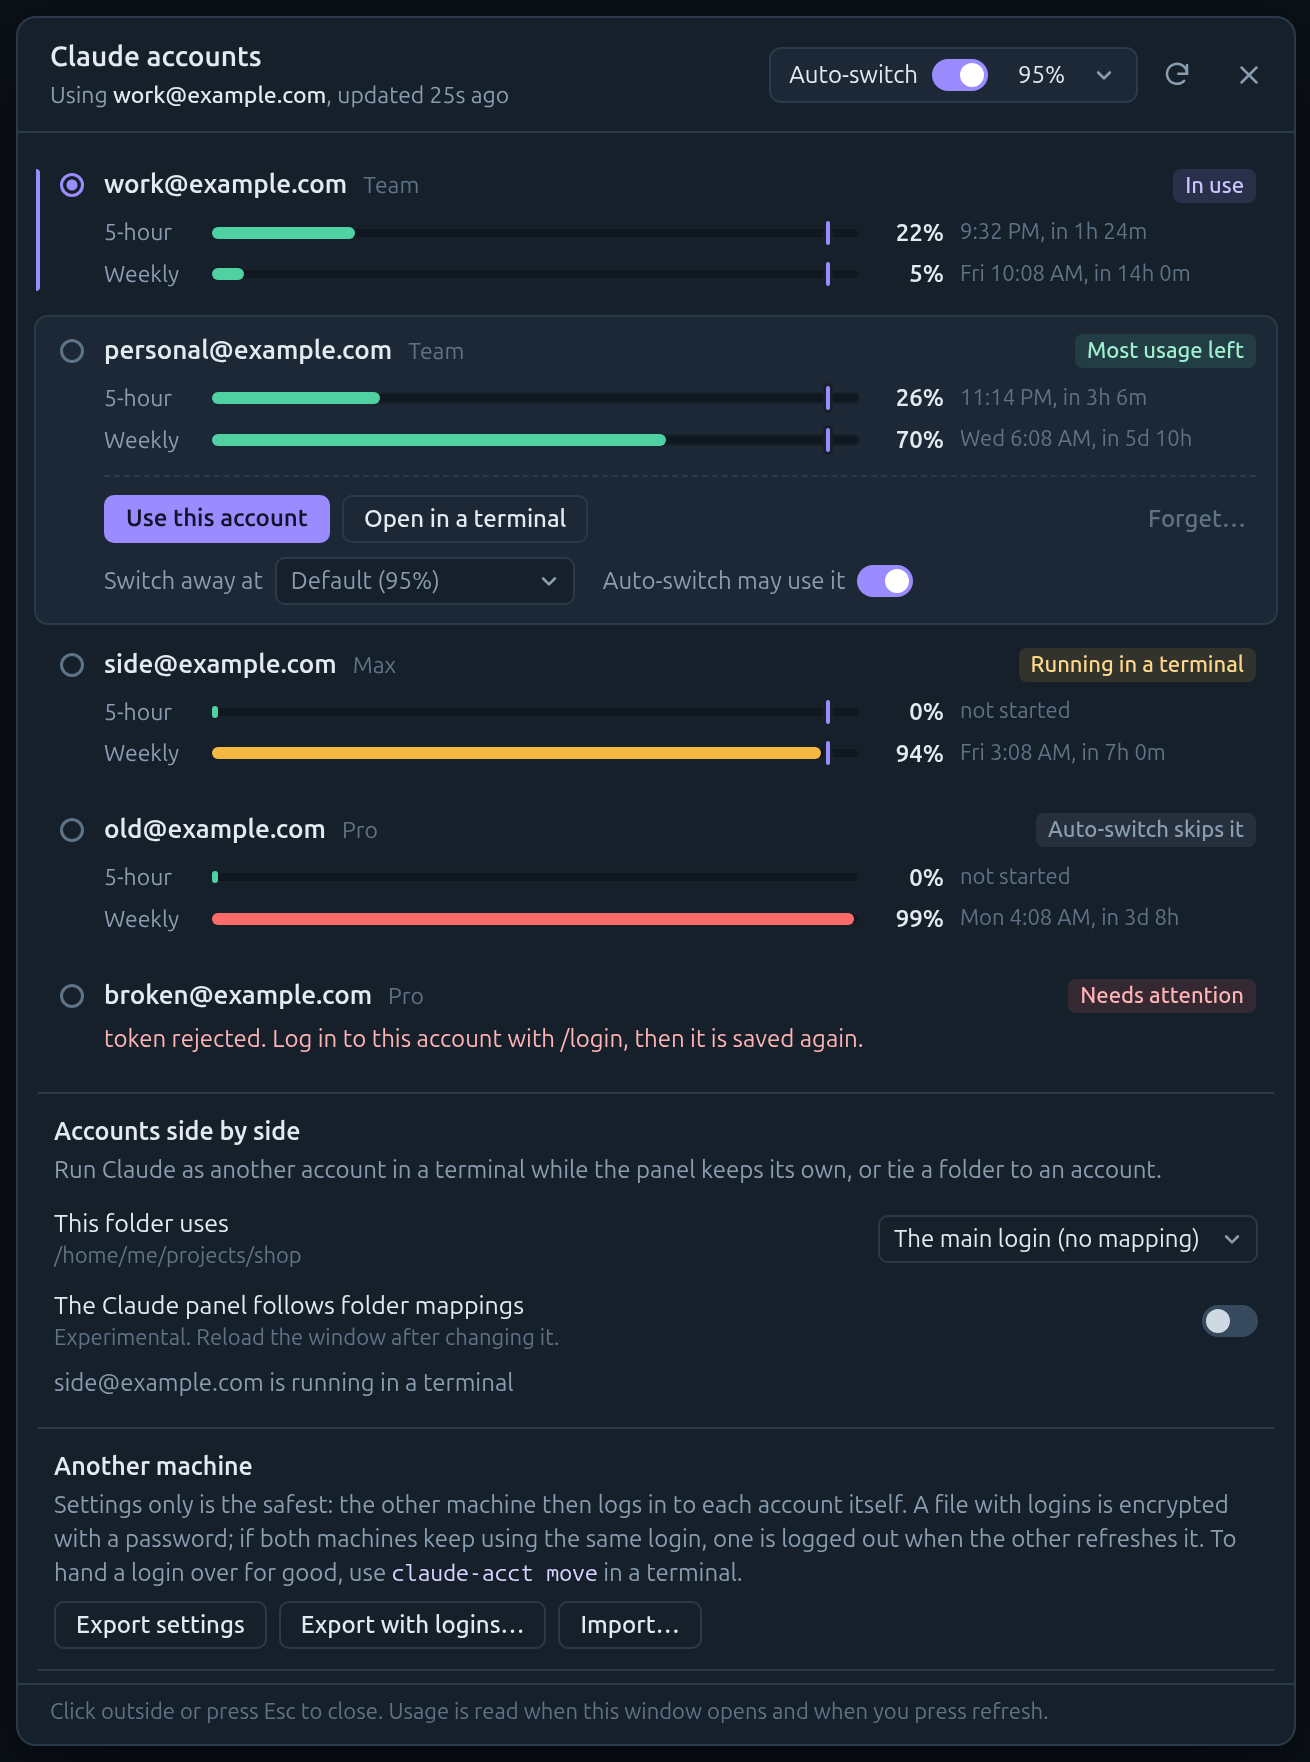 Claude accounts
Using work@example.com, updated 25s ago
Auto-switch 95%
work@example.com Team In use
5-hour 22% 9:32 PM, in 1h 24m
Weekly 5% Fri 10:08 AM, in 14h 0m
personal@example.com Team Most usage left
5-hour 26% 11:14 PM, in 3h 6m
Weekly 70% Wed 6:08 AM, in 5d 10h
Use this account Open in a terminal Forget…
Switch away at Default (95%) Auto-switch may use it
side@example.com Max Running in a terminal
5-hour 0% not started
Weekly 94% Fri 3:08 AM, in 7h 0m
old@example.com Pro Auto-switch skips it
5-hour 0% not started
Weekly 99% Mon 4:08 AM, in 3d 8h
broken@example.com Pro Needs attention
token rejected. Log in to this account with /login, then it is saved again.
Accounts side by side
Run Claude as another account in a terminal while the panel keeps its own, or tie a folder to an account.
This folder uses
/home/me/projects/shop
The main login (no mapping)
The Claude panel follows folder mappings
Experimental. Reload the window after changing it.
side@example.com is running in a terminal
Another machine
Settings only is the safest: the other machine then logs in to each account itself. A file with logins is encrypted
with a password; if both machines keep using the same login, one is logged out when the other refreshes it. To
hand a login over for good, use claude-acct move in a terminal.
Export settings Export with logins… Import…
Click outside or press Esc to close. Usage is read when this window opens and when you press refresh.